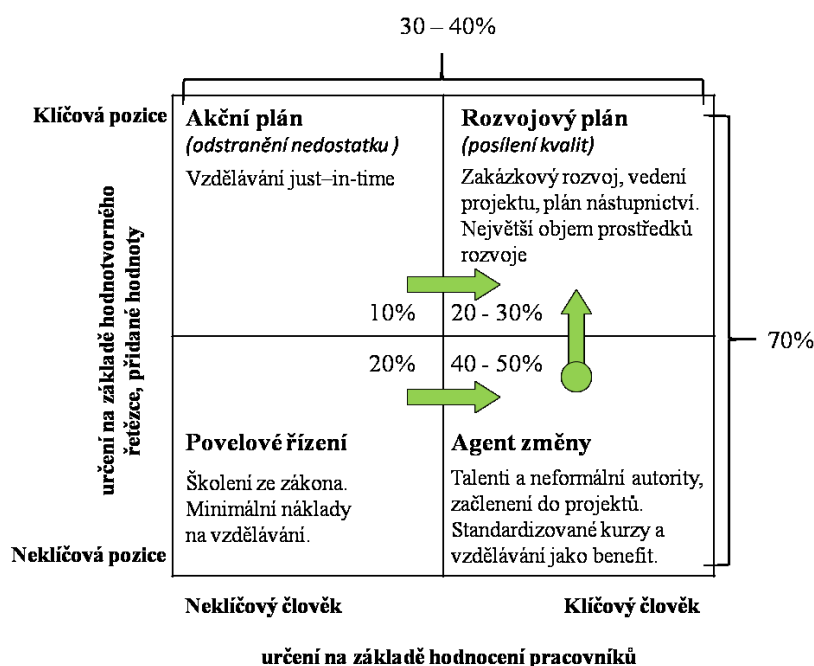 30 – 40%
Klíčová pozice
Akční plán
(odstranění nedostatku )
Vzdělávání just–in-time
Rozvojový plán
(posílení kvalit)
Zakázkový rozvoj, vedení
projektu, plán nástupnictví.
Největší objem prostředků
rozvoje
určení na základě hodnotvorného
řetězce, přidané hodnoty
10%
20 - 30%
70%
20%
40 - 50%
Povelové řízení
Školení ze zákona.
Minimální náklady
na vzdělávání.
Agent změny
Talenti a neformální autority,
začlenení do projektů.
Standardizované kurzy a
vzdělávání jako benefit.
Neklíčová pozice
Neklíčový člověk
Klíčový člověk
určení na základě hodnocení pracovníků